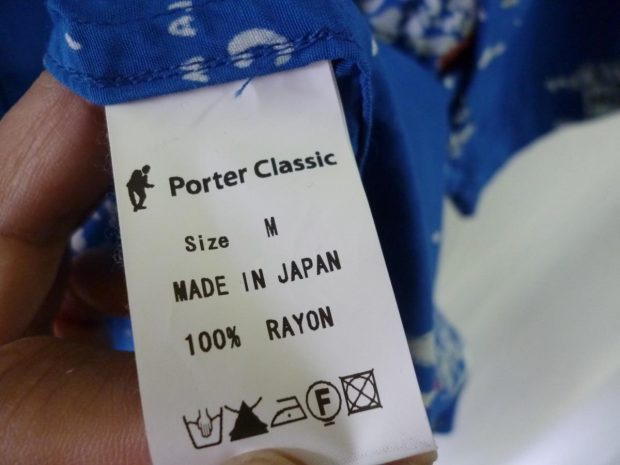 Porter Classic
Size M
MADE IN JAPAN
100% RAYON
F